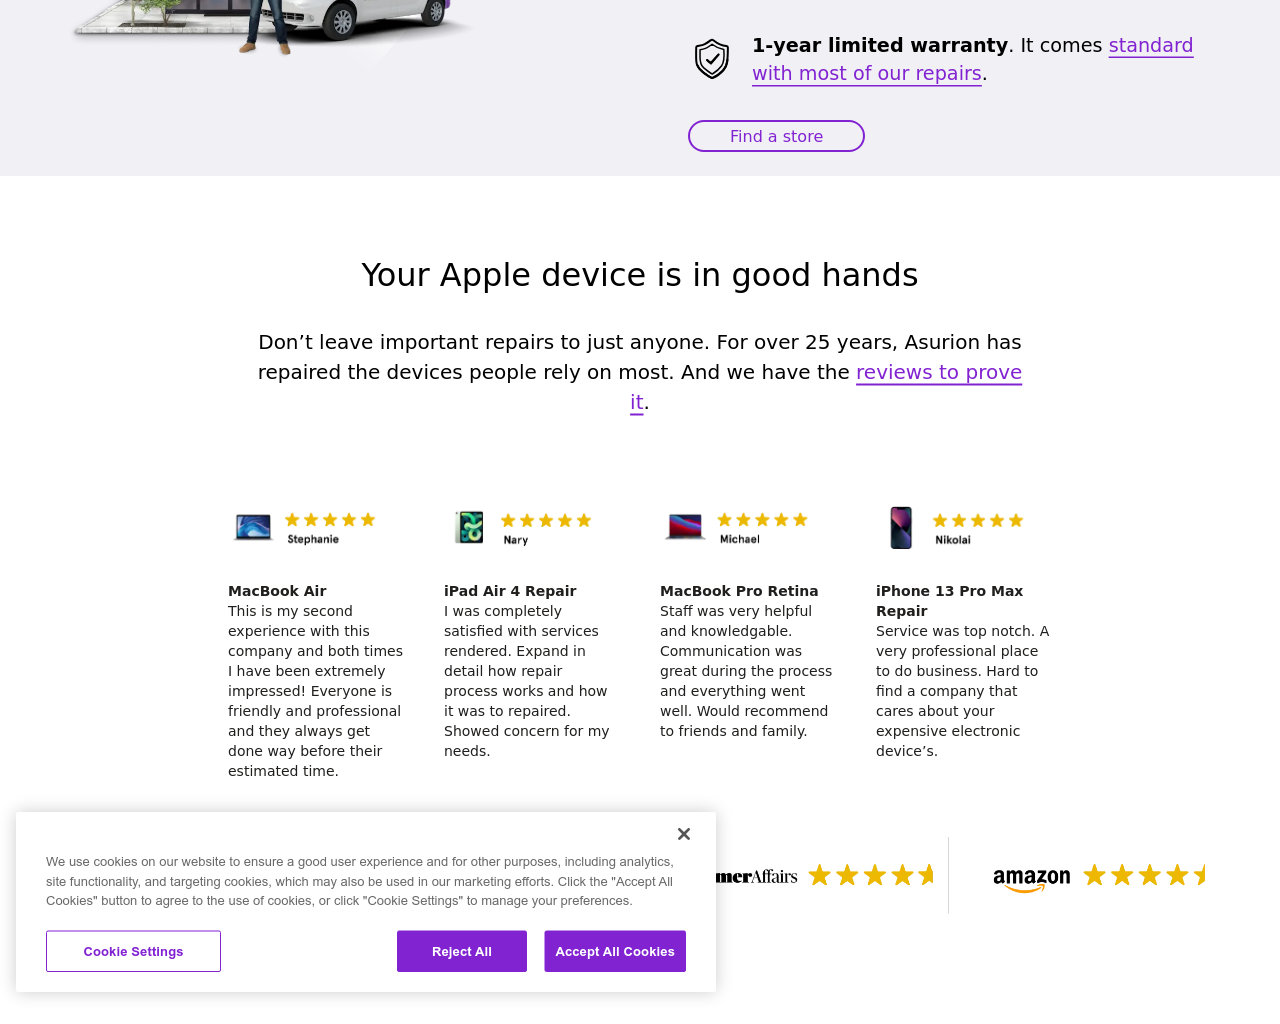 1-year limited warranty. It comes standard
with most of our repairs.
Find a store
Your Apple device is in good hands
Don’t leave important repairs to just anyone. For over 25 years, Asurion has
repaired the devices people rely on most. And we have the reviews to prove
it.
Stephanie
MacBook Air
This is my second
experience with this
company and both times
I have been extremely
impressed! Everyone is
friendly and professional
and they always get
done way before their
estimated time.
Nary
iPad Air 4 Repair
I was completely
satisfied with services
rendered. Expand in
detail how repair
process works and how
it was to repaired.
Showed concern for my
needs.
Michael
MacBook Pro Retina
Staff was very helpful
and knowledgable.
Communication was
great during the process
and everything went
well. Would recommend
to friends and family.
Nikolai
iPhone 13 Pro Max
Repair
Service was top notch. A
very professional place
to do business. Hard to
find a company that
cares about your
expensive electronic
device’s.
merAffairs
amazon
We use cookies on our website to ensure a good user experience and for other purposes, including analytics,
site functionality, and targeting cookies, which may also be used in our marketing efforts. Click the "Accept All
Cookies" button to agree to the use of cookies, or click "Cookie Settings" to manage your preferences.
Cookie Settings
Reject All
Accept All Cookies